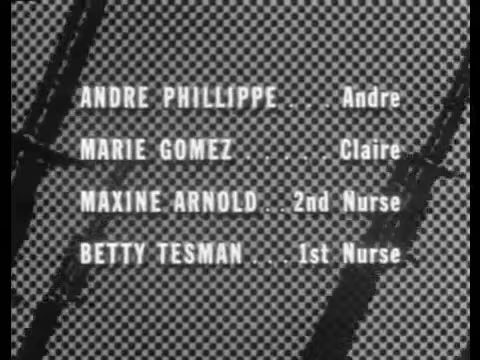 ANDRE PHILLIPPE . . . Andre
MARIE GOMEZ . . . . . Claire
MAXINE ARNOLD . . 2nd Nurse
BETTY TESMAN . . . 1st Nurse